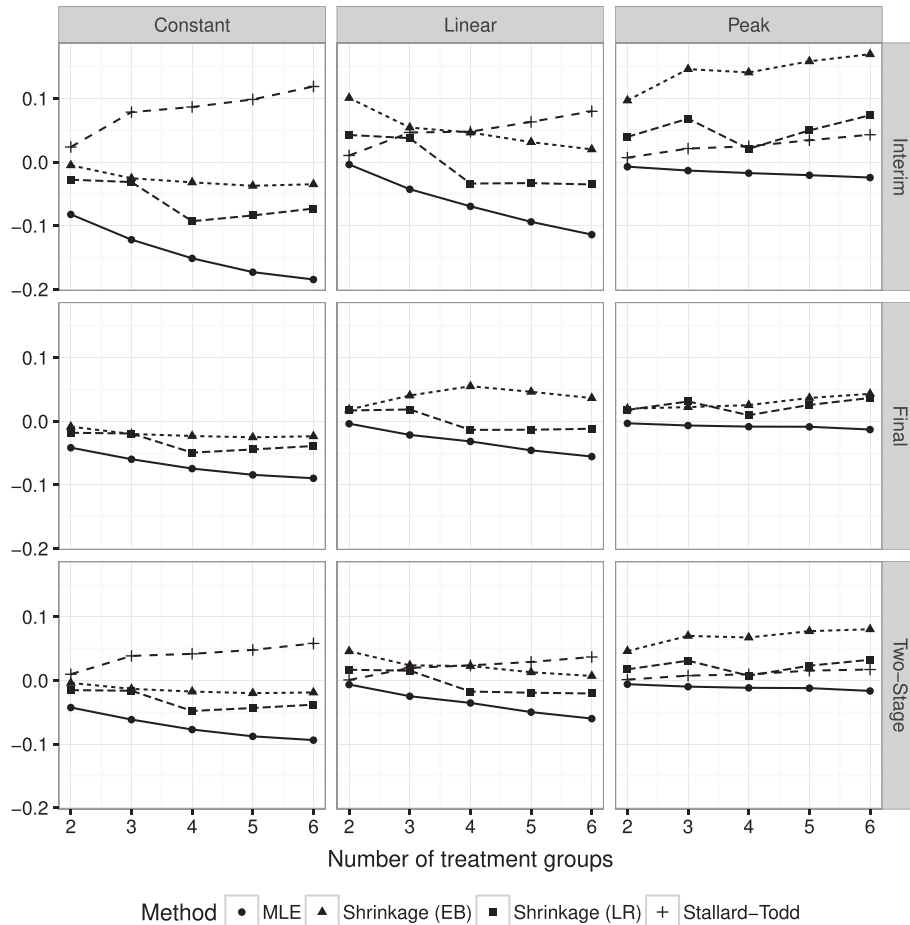 Constant Linear Peak
0.1
0.0
−0.1
−0.2
Interim
0.1
0.0
−0.1
−0.2
Final
0.1
0.0
−0.1
−0.2
Two−Stage
2 3 4 5 6 2 3 4 5 6 2 3 4 5 6
Number of treatment groups
Method MLE Shrinkage (EB) Shrinkage (LR) Stallard−Todd